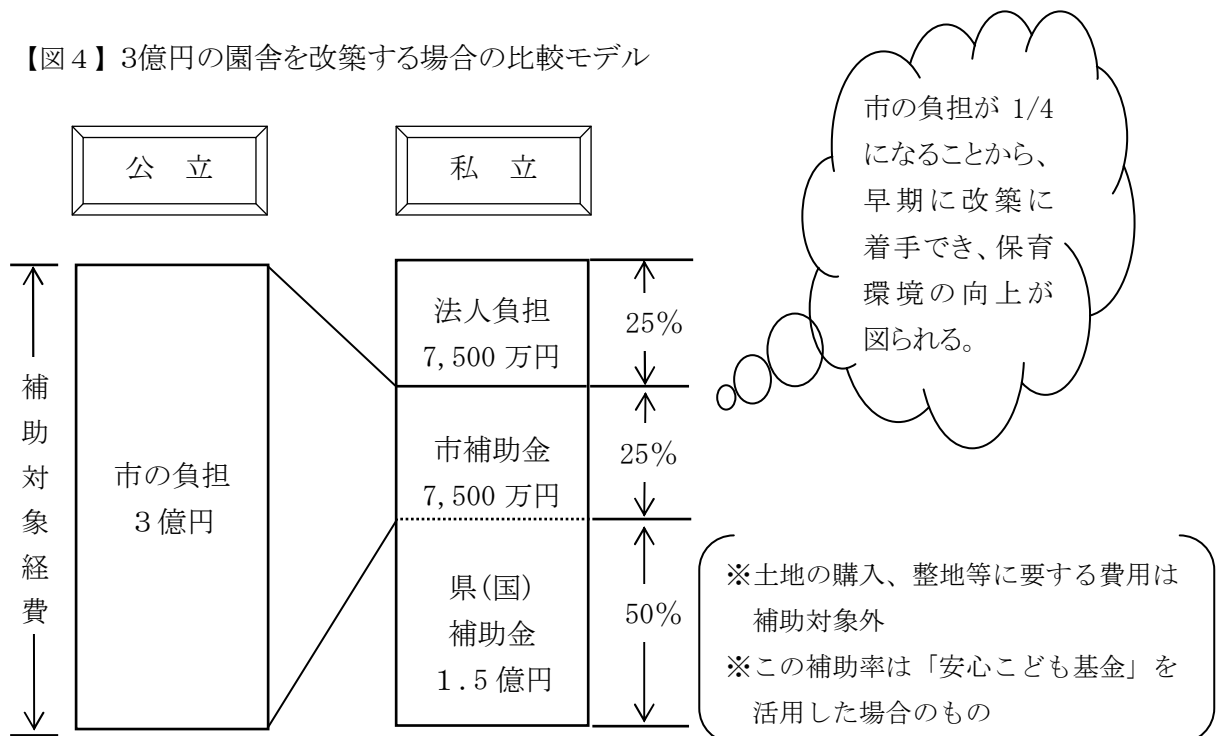 【図４】3億円の園舎を改築する場合の比較モデル
公 立
私 立
市の負担が 1/4
になることから、
早期に改築に
着手でき、保育
環境の向上が
図られる。
補助対象経費
市の負担
３億円
法人負担
7,500 万円
25%
市補助金
7,500 万円
25%
県(国)
補助金
１.５億円
50%
※土地の購入、整地等に要する費用は
補助対象外
※この補助率は「安心こども基金」を
活用した場合のもの